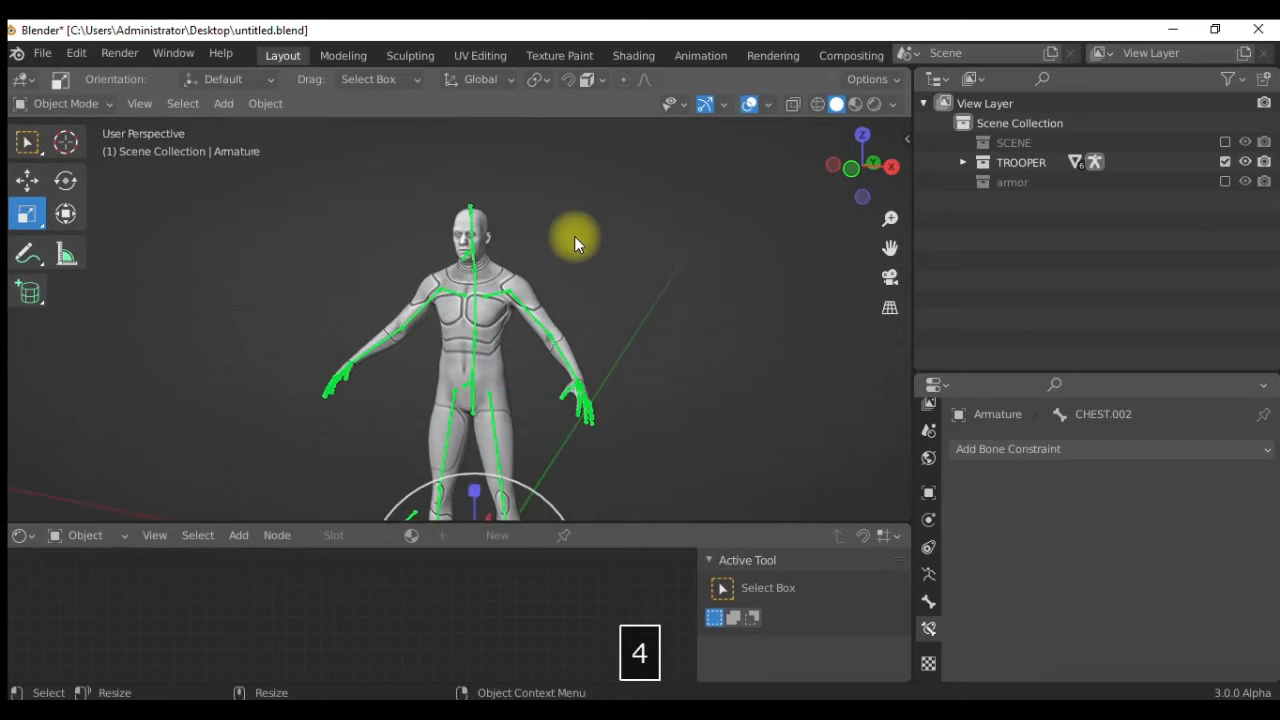 Blender* [C:\Users\Administrator\Desktop\untitled.blend]
File Edit Render Window Help Layout Modeling Sculpting UV Editing Texture Paint Shading Animation Rendering Compositing Scene View Layer
Orientation: Default Drag: Select Box Global Options
Object Mode View Select Add Object
User Perspective
(1) Scene Collection | Armature
Z
Y
X
View Layer
Scene Collection
SCENE
TROOPER 6
armor
Armature CHEST.002
Add Bone Constraint
Object View Select Add Node Slot New
Active Tool
Select Box
4
Select Resize Resize Object Context Menu 3.0.0 Alpha